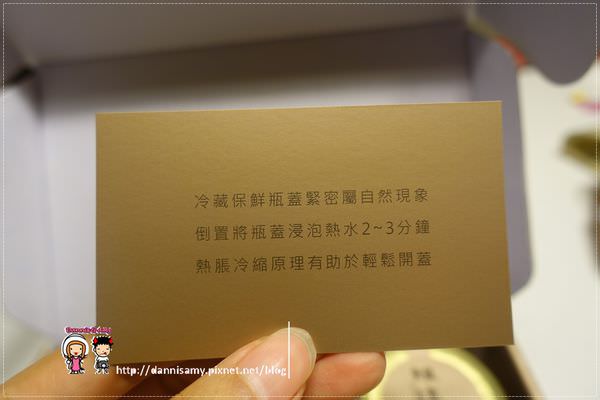 冷藏保鮮瓶蓋緊密屬自然現象
倒置將瓶蓋浸泡熱水2~3分鐘
熱脹冷縮原理有助於輕鬆開蓋
http://dannisamy.pixnet.net/blog